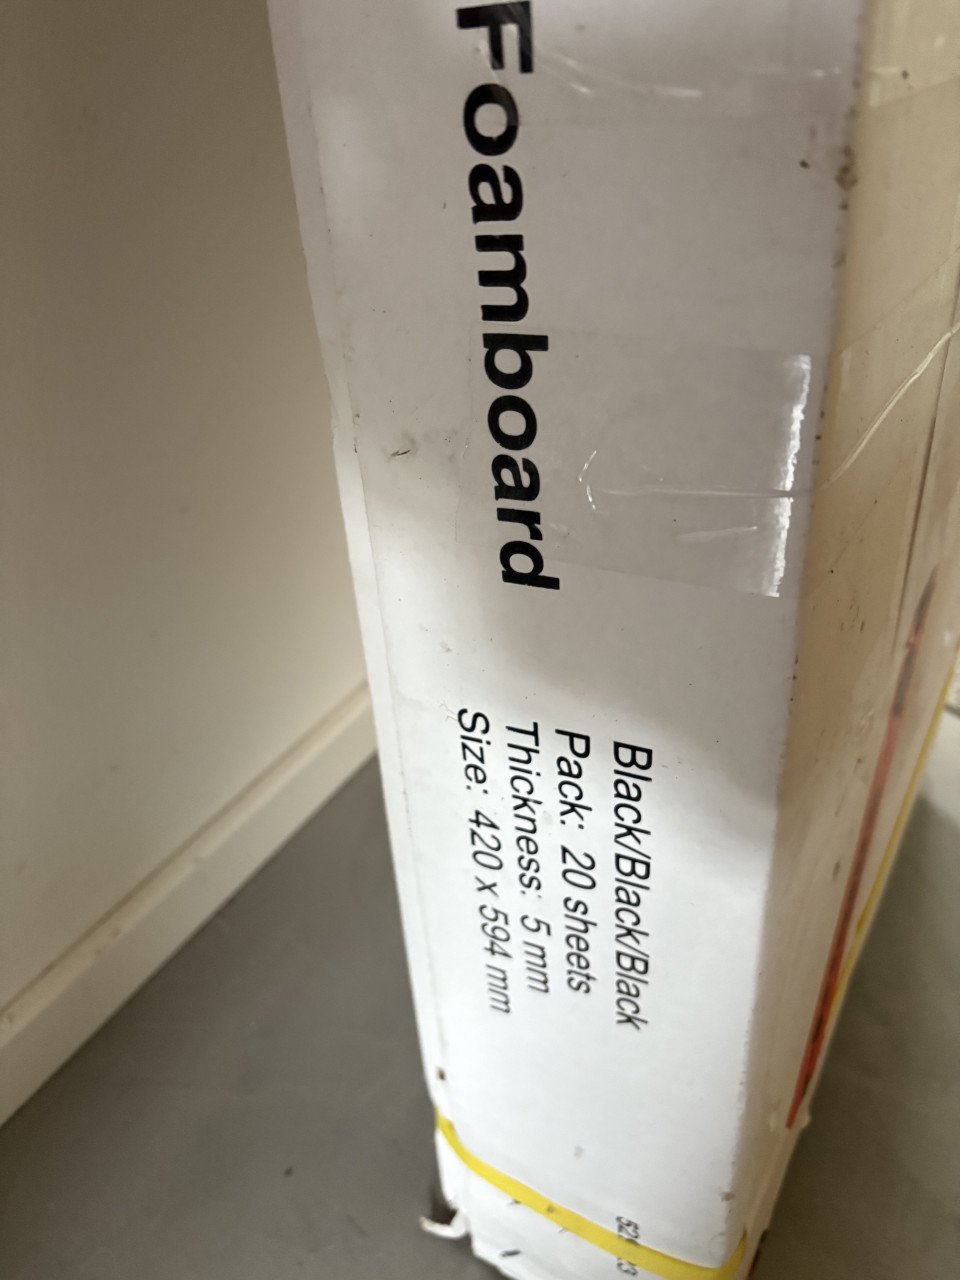 Foamboard
Black/Black/Black
Pack: 20 sheets
Thickness: 5 mm
Size: 420 x 594 mm